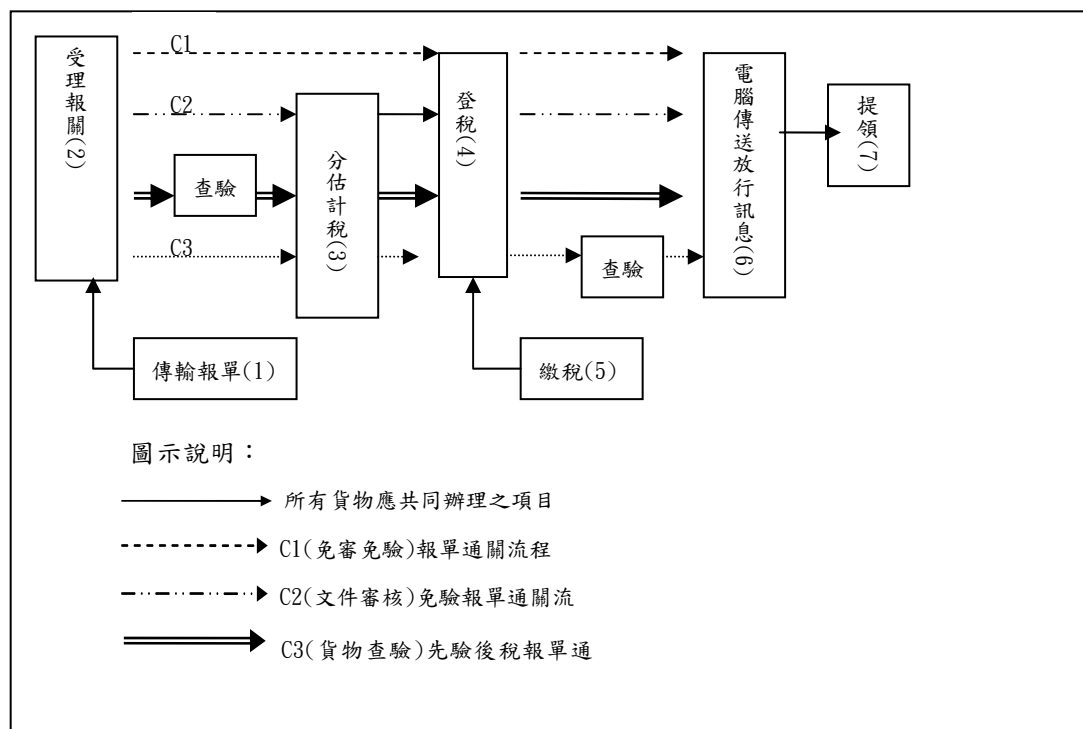 C1
受理報關(2)
C2
查驗
C3
分估計稅(3)
登稅(4)
查驗
電腦傳送放行訊息(6)
提領(7)
傳輸報單(1)
繳稅(5)
圖示說明：
所有貨物應共同辦理之項目
C1(免審免驗)報單通關流程
C2(文件審核)免驗報單通關流
C3(貨物查驗)先驗後稅報單通